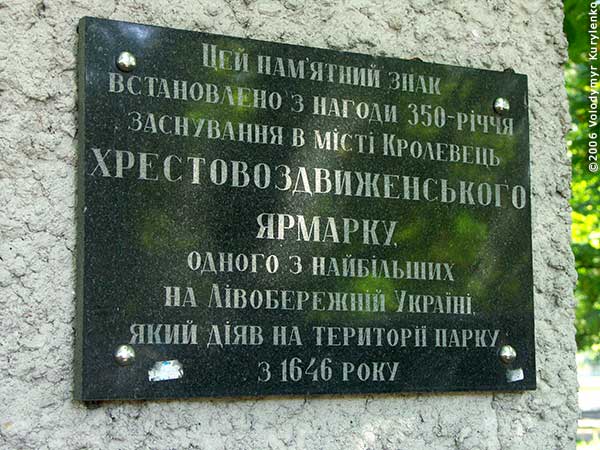 Цей пам'ятний знак
встановлено з нагоди 350-річчя
заснування в місті Кролевець
Хрестовоздвиженського
ярмарку,
одного з найбільших
на Лівобережній Україні,
який діяв на території парку
з 1646 року
©2006 Volodymyr Kurylenko